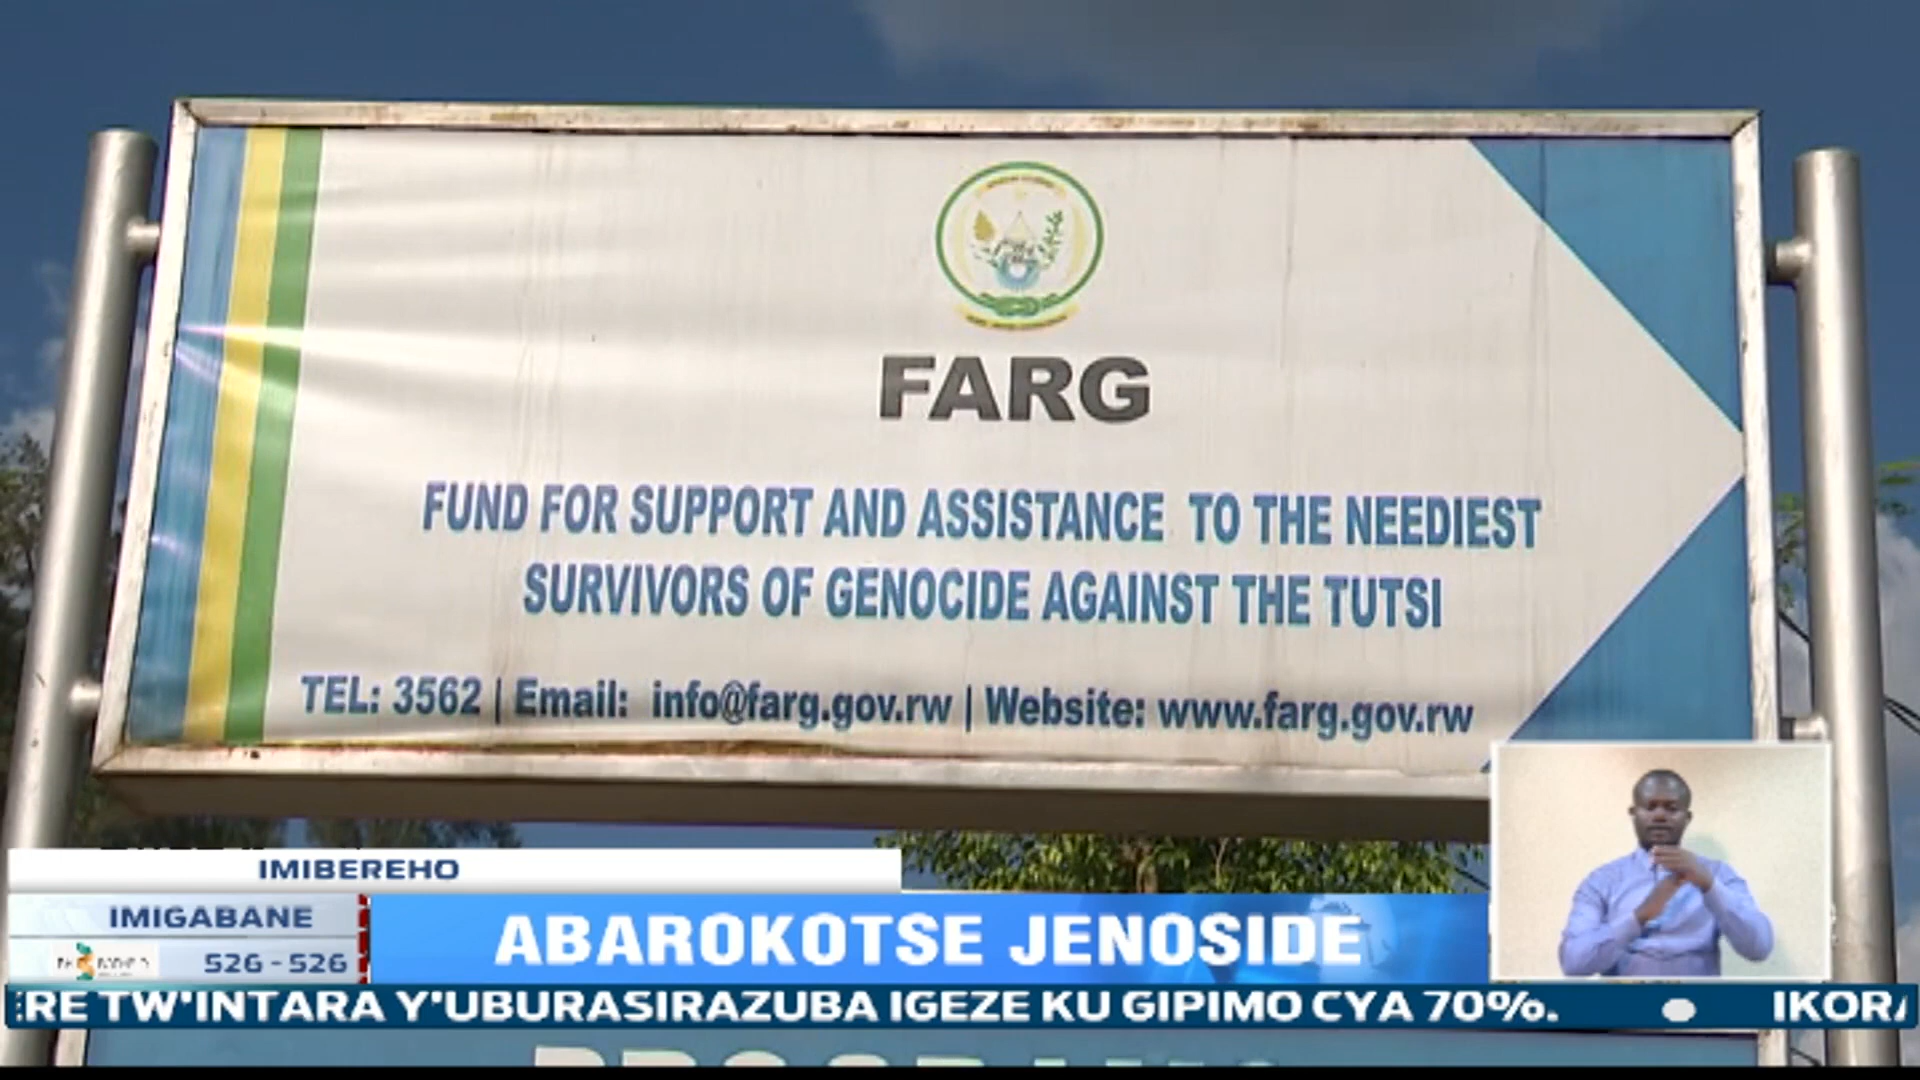 FARG
FUND FOR SUPPORT AND ASSISTANCE TO THE NEEDIEST
SURVIVORS OF GENOCIDE AGAINST THE TUTSI
TEL: 3562 | Email: info@farg.gov.rw | Website: www.farg.gov.rw
IMIBEREHO
IMIGABANE
526 - 526
ABAROKOTSE JENOSIDE
RE TW'INTARA Y'UBURASIRAZUBA IGEZE KU GIPIMO CYA 70%.
IKORA